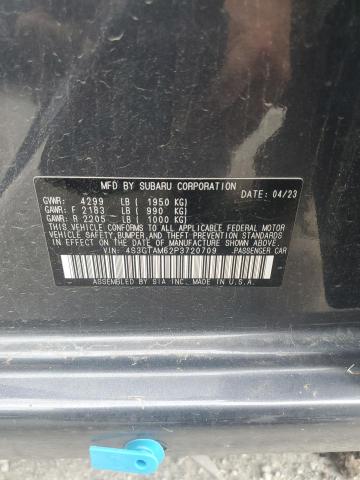 MFD BY SUBARU CORPORATION
DATE: 04/23
GVWR: 4299 LB ( 1950 KG)
GAWR: F 2183 LB ( 990 KG)
GAWR: R 2205 LB ( 1000 KG)
THIS VEHICLE CONFORMS TO ALL APPLICABLE FEDERAL MOTOR
VEHICLE SAFETY, BUMPER, AND THEFT PREVENTION STANDARDS
IN EFFECT ON THE DATE OF MANUFACTURE SHOWN ABOVE.
VIN: 4S3GTAM62P3720709 PASSENGER CAR
ASSEMBLED BY SIA INC. MADE IN U.S.A.